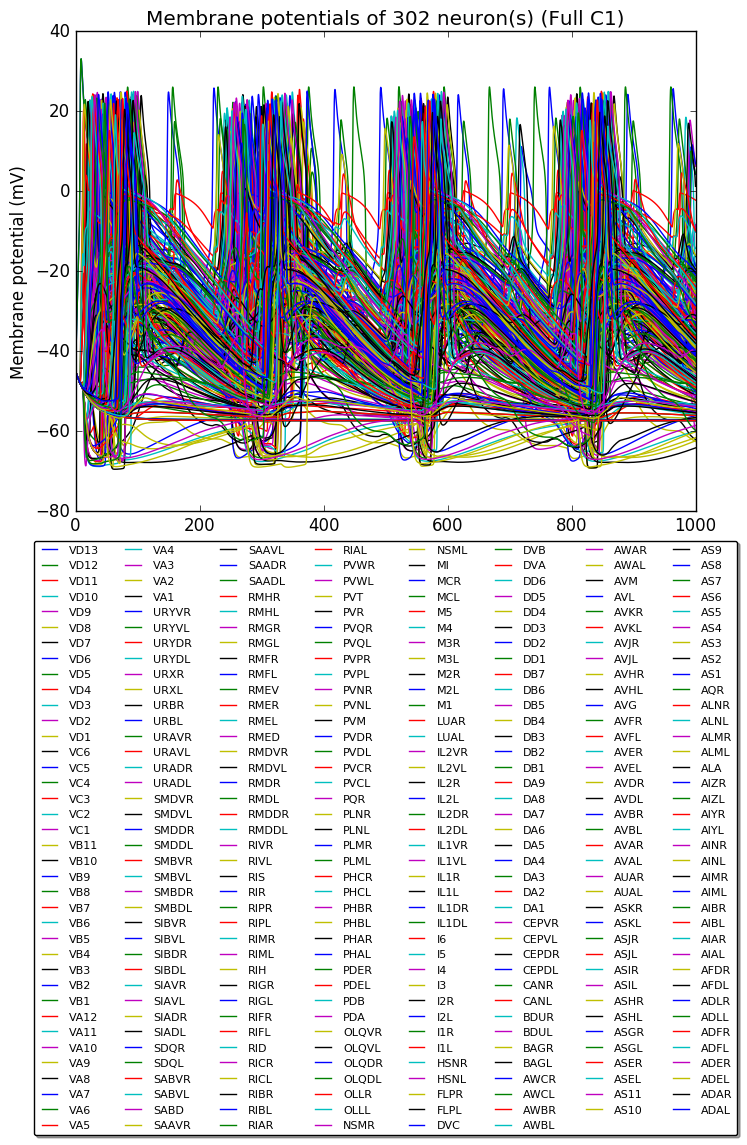 Membrane potentials of 302 neuron(s) (Full C1)
Membrane potential (mV)
40
20
0
−20
−40
−60
−80
0
200
400
600
800
1000
VD13
VD12
VD11
VD10
VD9
VD8
VD7
VD6
VD5
VD4
VD3
VD2
VD1
VC6
VC5
VC4
VC3
VC2
VC1
VB11
VB10
VB9
VB8
VB7
VB6
VB5
VB4
VB3
VB2
VB1
VA12
VA11
VA10
VA9
VA8
VA7
VA6
VA5
VA4
VA3
VA2
VA1
URYVR
URYVL
URYDR
URYDL
URXR
URXL
URBR
URBL
URAVR
URAVL
URADR
URADL
SMDVR
SMDVL
SMDDR
SMDDL
SMBVR
SMBVL
SMBDR
SMBDL
SIBVR
SIBVL
SIBDR
SIBDL
SIAVR
SIAVL
SIADR
SIADL
SDQR
SDQL
SABVR
SABVL
SABD
SAAVR
SAAVL
SAADR
SAADL
RMHR
RMHL
RMGR
RMGL
RMFR
RMFL
RMEV
RMER
RMEL
RMED
RMDVR
RMDVL
RMDR
RMDL
RMDDR
RMDDL
RIVR
RIVL
RIS
RIR
RIPR
RIPL
RIMR
RIML
RIH
RIGR
RIGL
RIFR
RIFL
RID
RICR
RICL
RIBR
RIBL
RIAR
RIAL
PVWR
PVWL
PVT
PVR
PVQR
PVQL
PVPR
PVPL
PVNR
PVNL
PVM
PVDR
PVDL
PVCR
PVCL
PQR
PLNR
PLNL
PLMR
PLML
PHCR
PHCL
PHBR
PHBL
PHAR
PHAL
PDER
PDEL
PDB
PDA
OLQVR
OLQVL
OLQDR
OLQDL
OLLR
OLLL
NSMR
NSML
MI
MCR
MCL
M5
M4
M3R
M3L
M2R
M2L
M1
LUAR
LUAL
IL2VR
IL2VL
IL2R
IL2L
IL2DR
IL2DL
IL1VR
IL1VL
IL1R
IL1L
IL1DR
IL1DL
I6
I5
I4
I3
I2R
I2L
I1R
I1L
HSNR
HSNL
FLPR
FLPL
DVC
DVB
DVA
DD6
DD5
DD4
DD3
DD2
DD1
DB7
DB6
DB5
DB4
DB3
DB2
DB1
DA9
DA8
DA7
DA6
DA5
DA4
DA3
DA2
DA1
CEPVR
CEPVL
CEPDR
CEPDL
CANR
CANL
BDUR
BDUL
BAGR
BAGL
AWCR
AWCL
AWBR
AWBL
AWAR
AWAL
AVM
AVL
AVKR
AVKL
AVJR
AVJL
AVHR
AVHL
AVG
AVFR
AVFL
AVER
AVEL
AVDR
AVDL
AVBR
AVBL
AVAR
AVAL
AUAR
AUAL
ASKR
ASKL
ASJR
ASJL
ASIR
ASIL
ASHR
ASHL
ASGR
ASGL
ASER
ASEL
AS11
AS10
AS9
AS8
AS7
AS6
AS5
AS4
AS3
AS2
AS1
AQR
ALNR
ALNL
ALMR
ALML
ALA
AIZR
AIZL
AIYR
AIYL
AINR
AINL
AIMR
AIML
AIBR
AIBL
AIAR
AIAL
AFDR
AFDL
ADLR
ADLL
ADFR
ADFL
ADER
ADEL
ADAR
ADAL